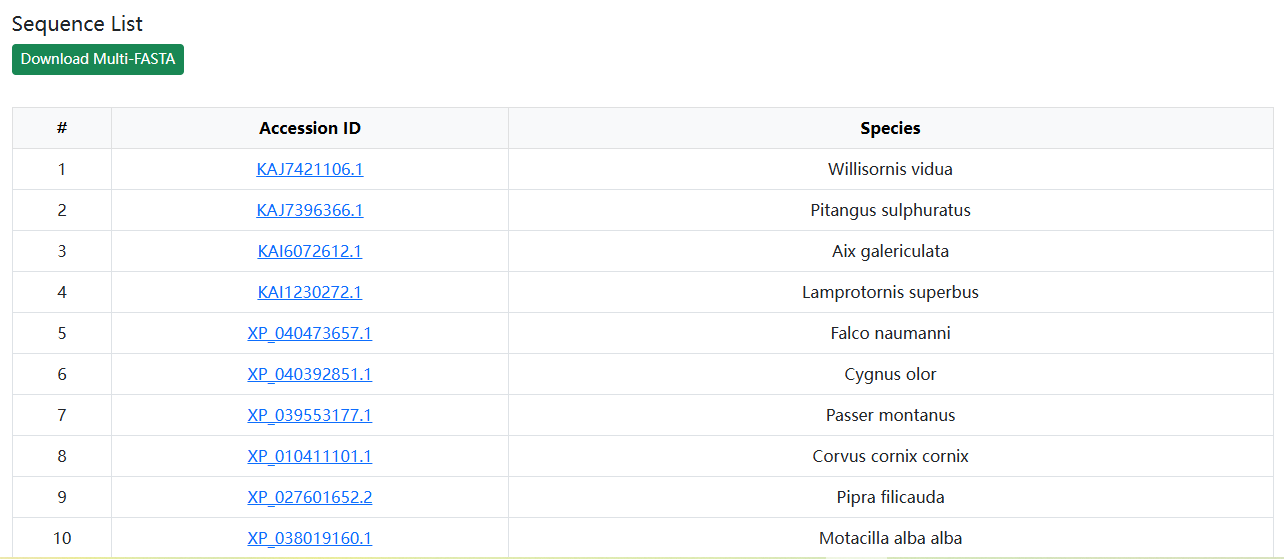 Sequence List
Download Multi-FASTA
# Accession ID Species
1 KAJ7421106.1 Willisornis vidua
2 KAJ7396366.1 Pitangus sulphuratus
3 KAI6072612.1 Aix galericulata
4 KAI1230272.1 Lamprotornis superbus
5 XP_040473657.1 Falco naumanni
6 XP_040392851.1 Cygnus olor
7 XP_039553177.1 Passer montanus
8 XP_010411101.1 Corvus cornix cornix
9 XP_027601652.2 Pipra filicauda
10 XP_038019160.1 Motacilla alba alba